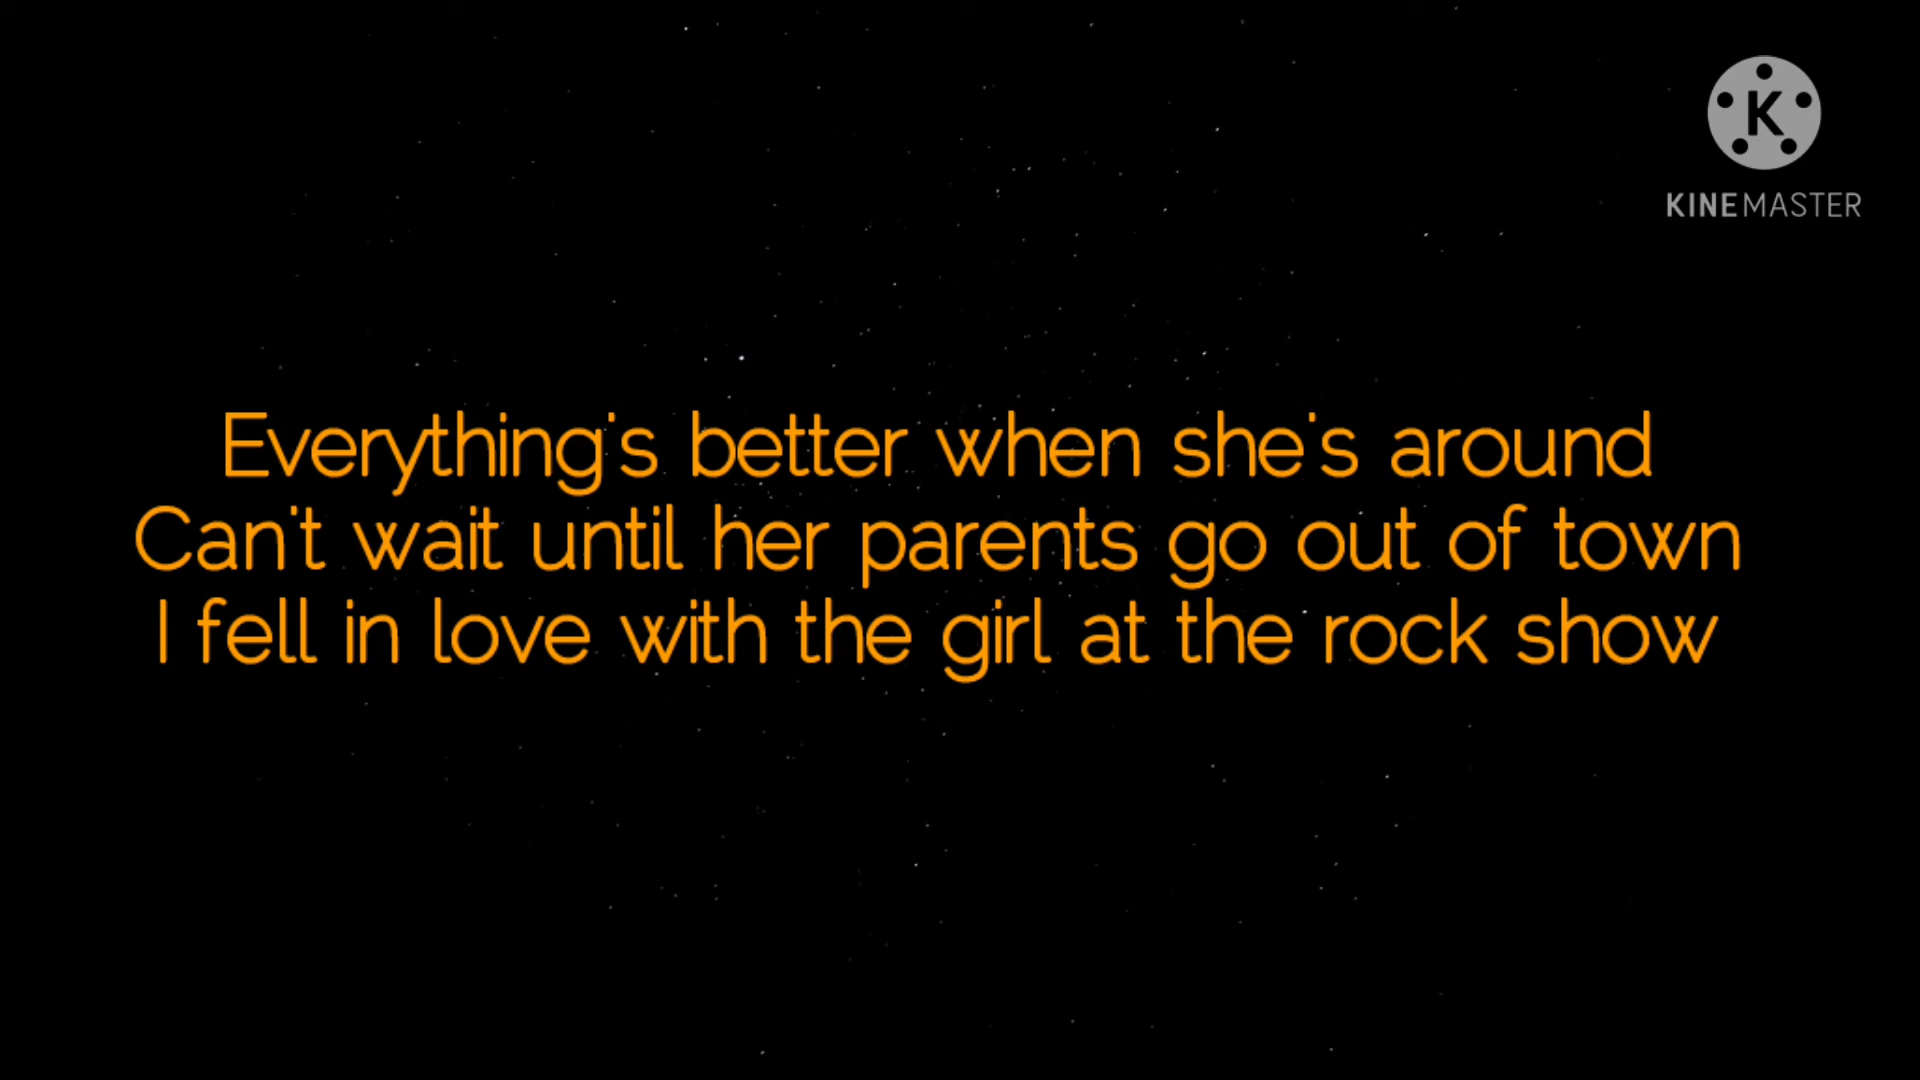 K
KINEMASTER
Everything's better when she's around
Can't wait until her parents go out of town
I fell in love with the girl at the rock show